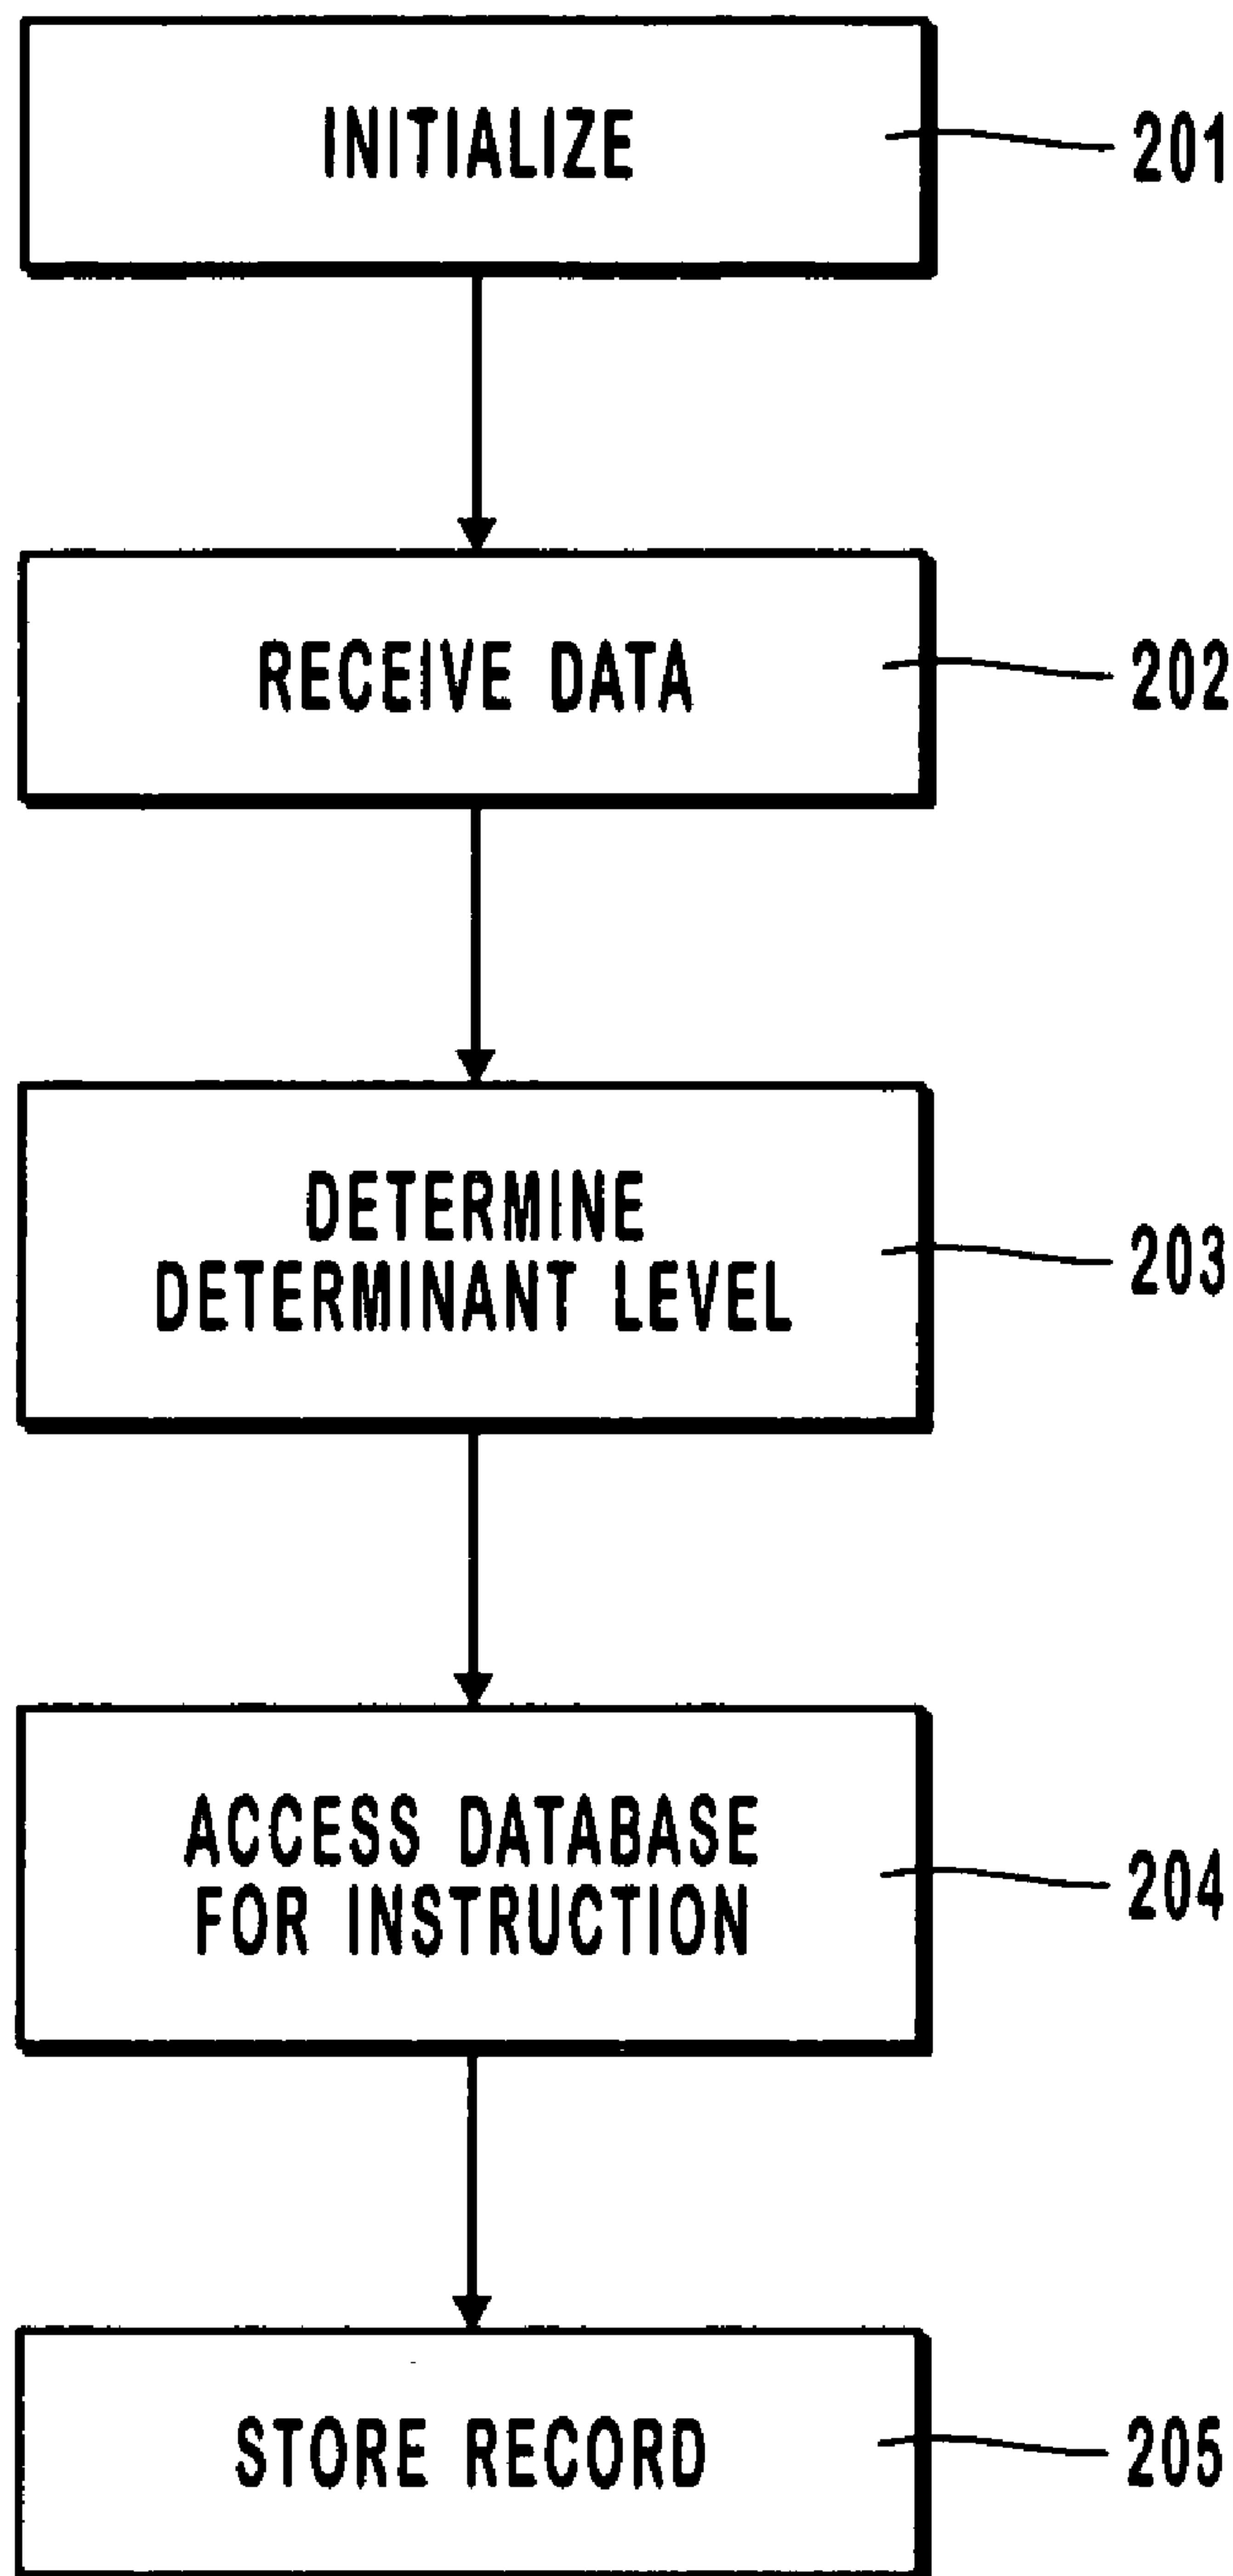 INITIALIZE
201
RECEIVE DATA
202
DETERMINE
DETERMINANT LEVEL
203
ACCESS DATABASE
FOR INSTRUCTION
204
STORE RECORD
205